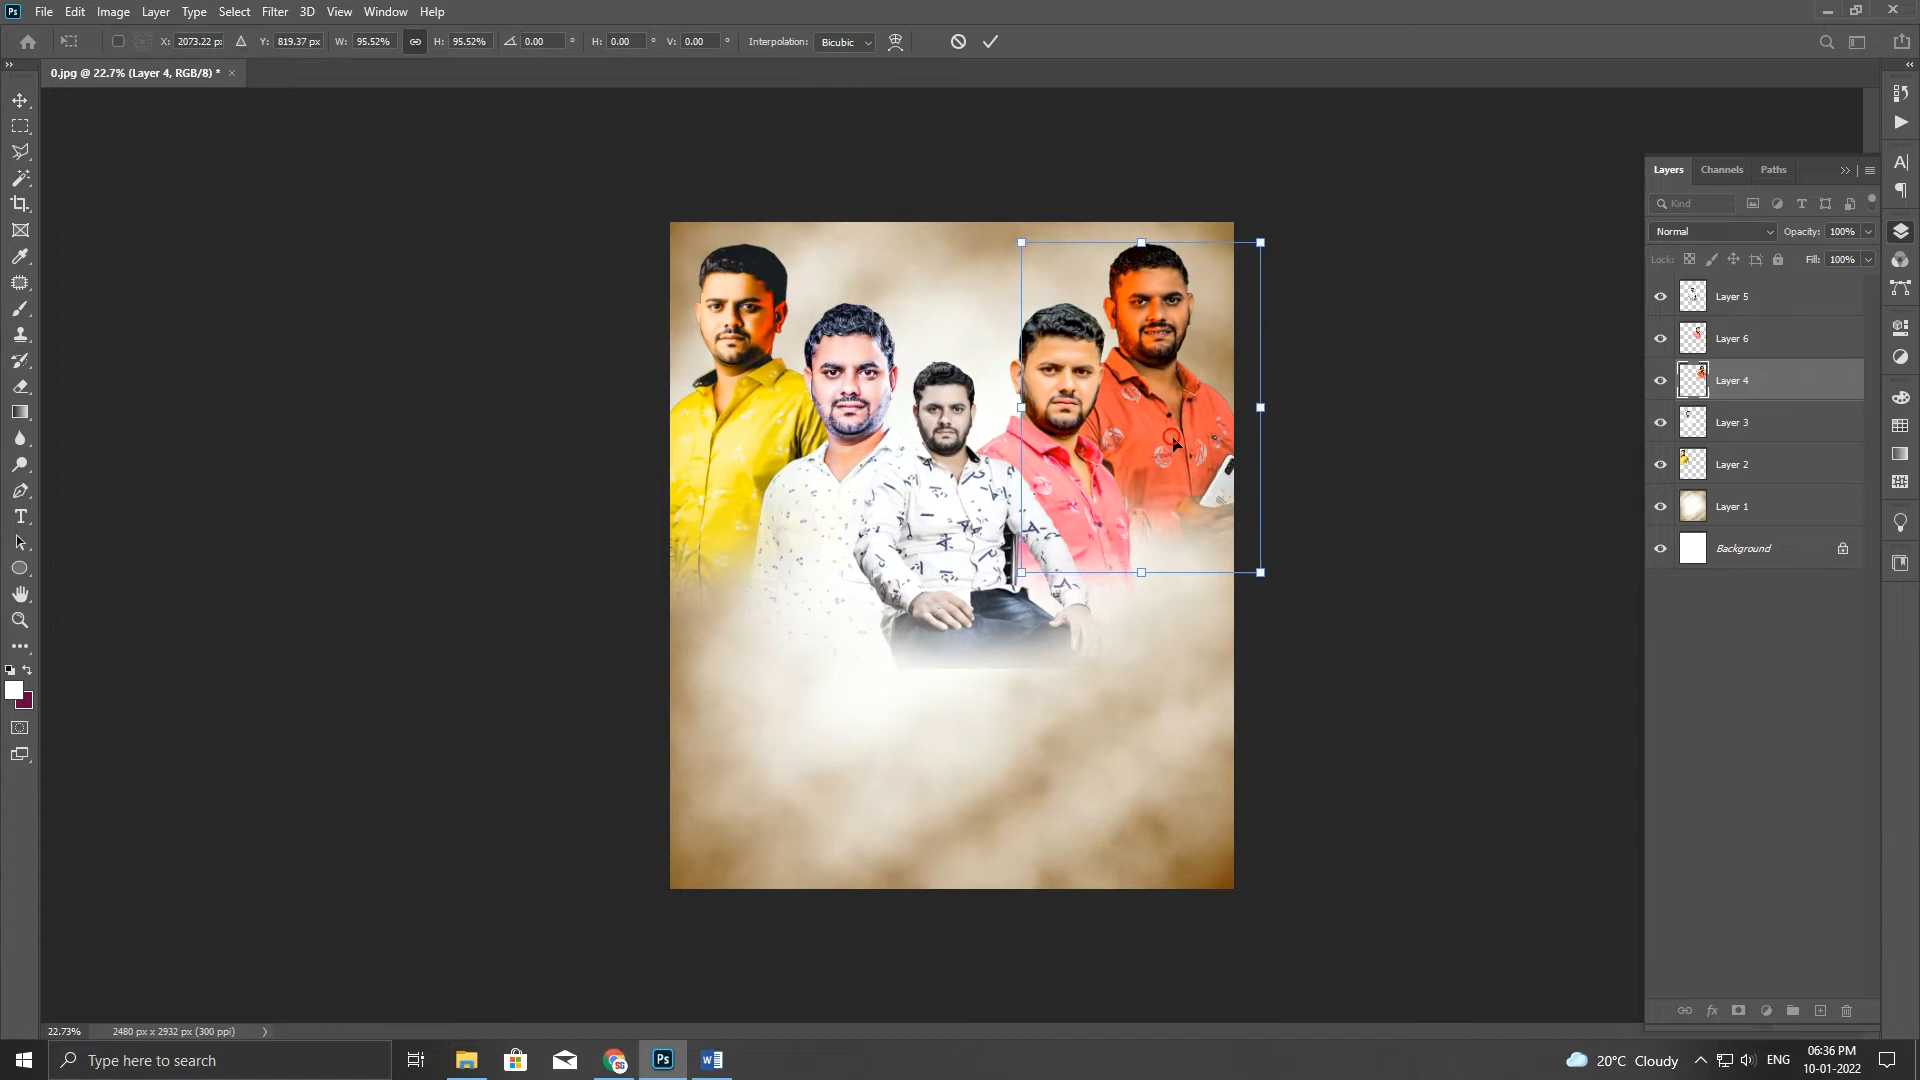 Ps File Edit Image Layer Type Select Filter 3D View Window Help
X: 2073.22 p: Y: 819.37 px W: 95.52% H: 95.52% 0.00 ° H: 0.00 ° V: 0.00 ° Interpolation: Bicubic
0.jpg @ 22.7% (Layer 4, RGB/8) * ×
Layers Channels Paths
Kind
Normal Opacity: 100%
Lock: Fill: 100%
Layer 5
Layer 6
Layer 4
Layer 3
Layer 2
Layer 1
Background
22.73% 2480 px x 2932 px (300 ppi)
Type here to search
Ps
20°C Cloudy
ENG
06:36 PM
10-01-2022